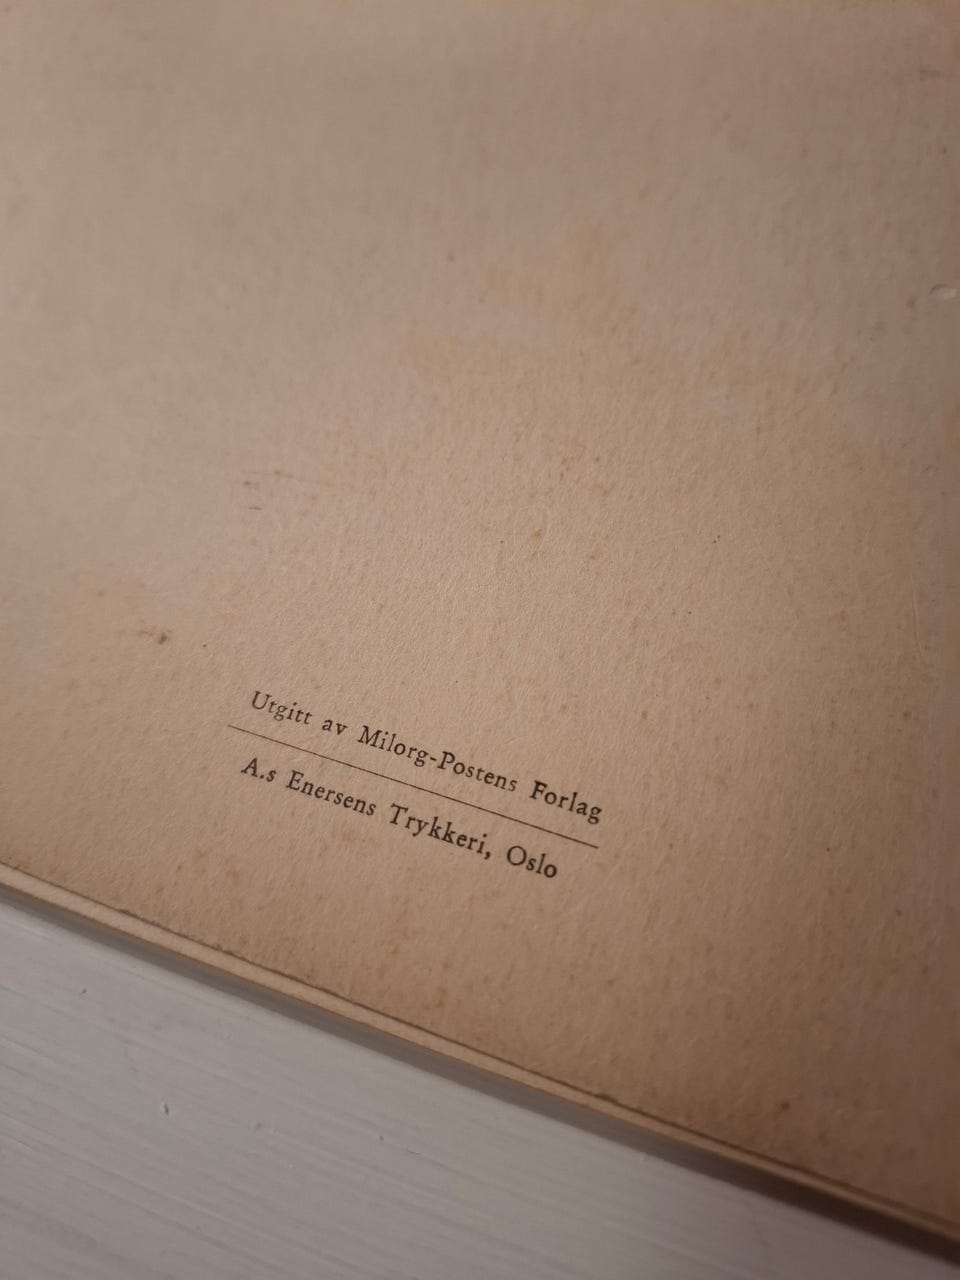 Utgitt av Milorg-Postens Forlag
A.s Enersens Trykkeri, Oslo